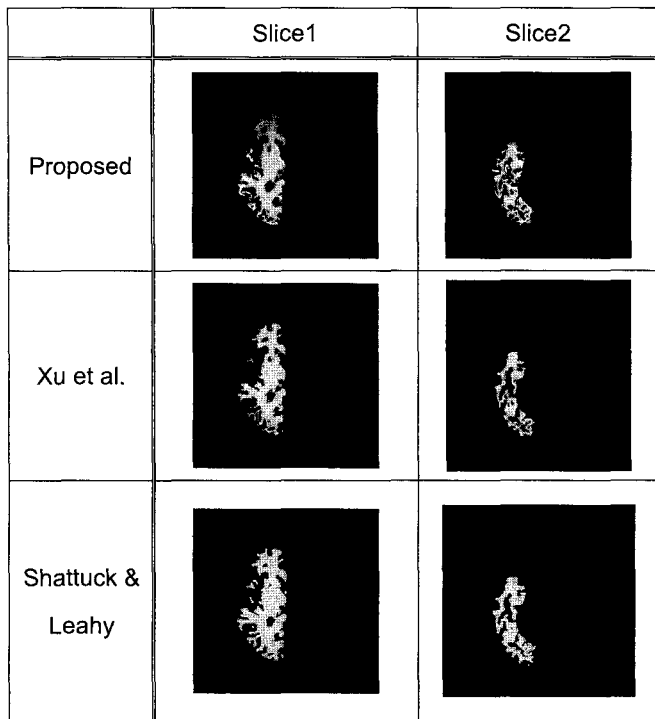 Slice1
Slice2
Proposed
Xu et al.
Shattuck &
Leahy